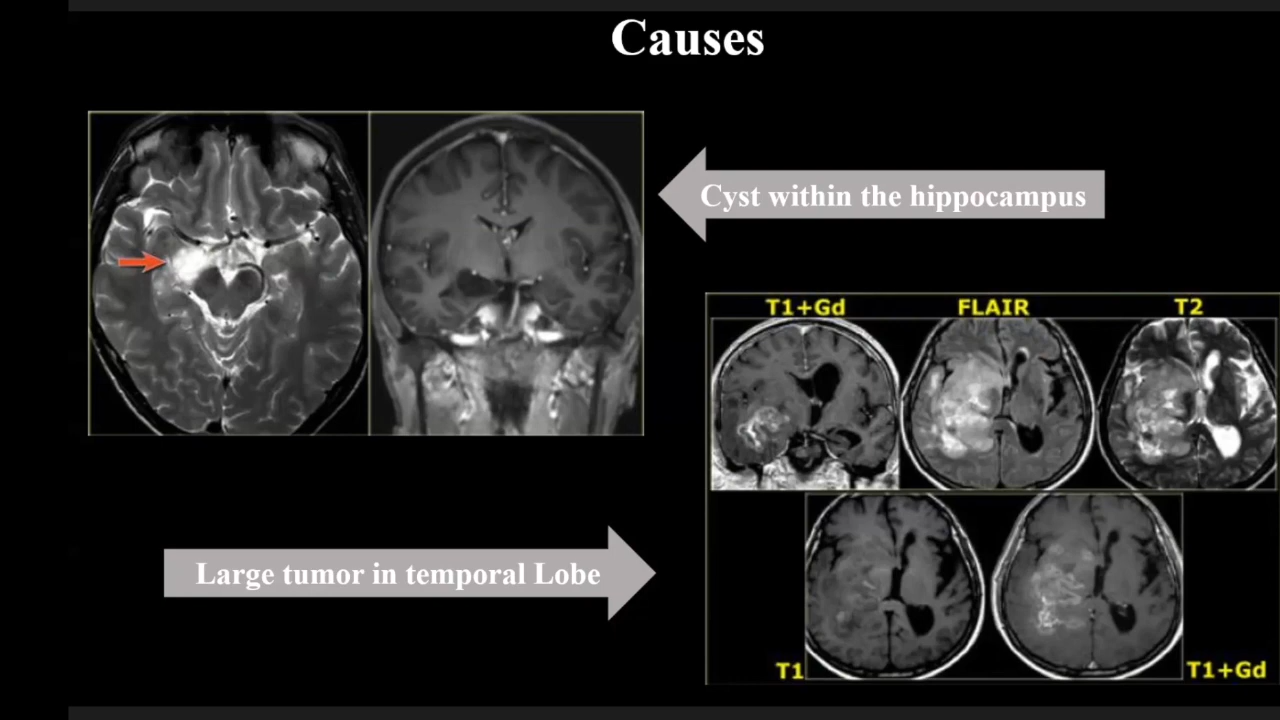 Causes
Cyst within the hippocampus
T1+Gd
FLAIR
T2
Large tumor in temporal Lobe
T1
T1+Gd